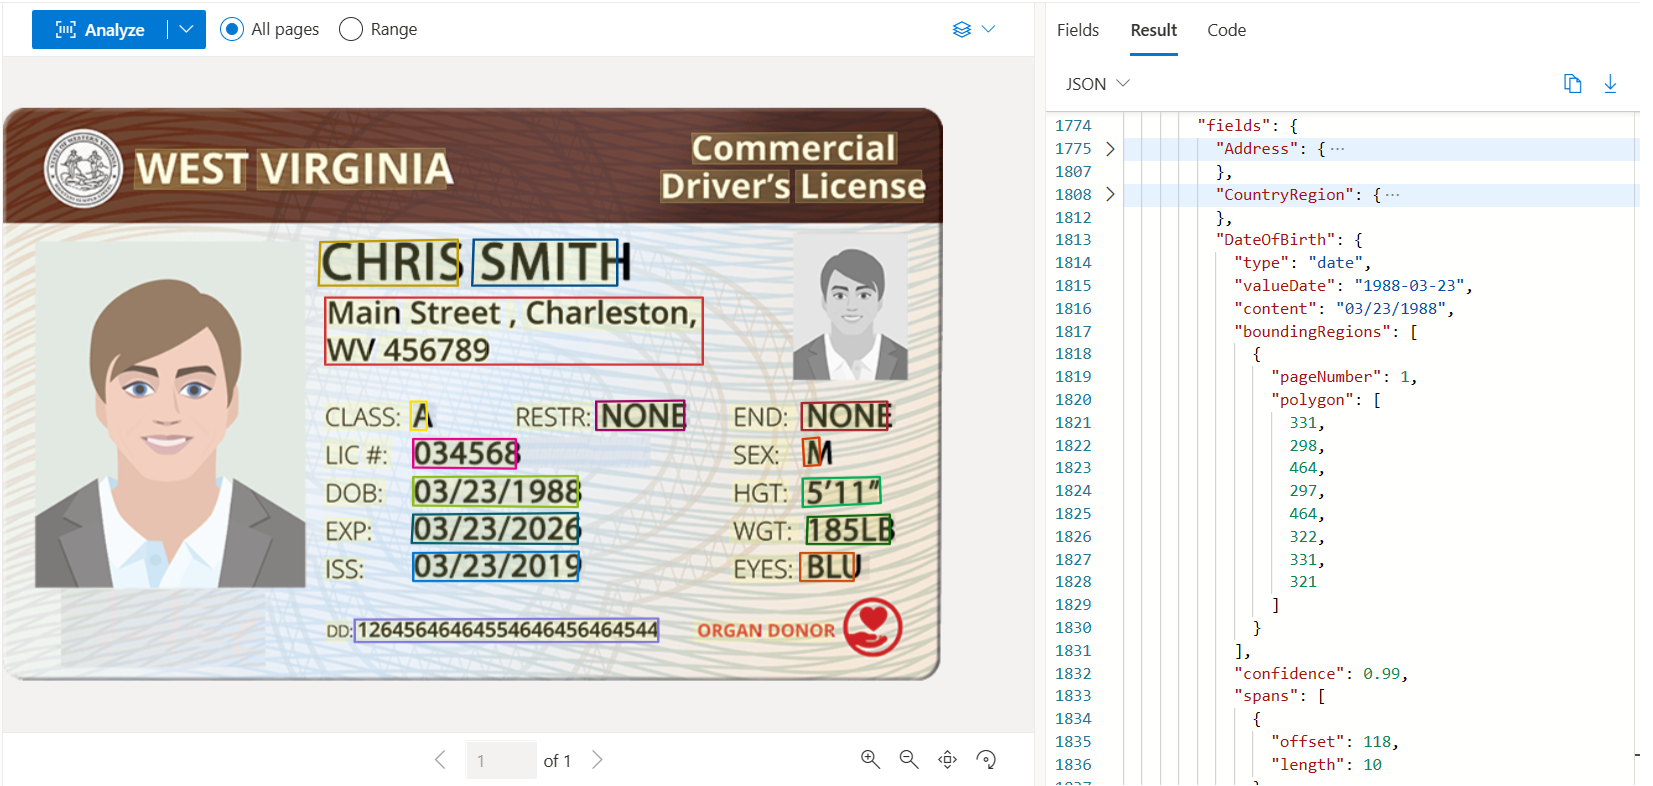 Analyze
All pages
Range
WEST VIRGINIA
Commercial
Driver's License
CHRIS SMITH
Main Street , Charleston,
WV 456789
CLASS: A RESTR: NONE END: NONE
LIC #: 034568 SEX: M
DOB: 03/23/1988 HGT: 5'11"
EXP: 03/23/2026 WGT: 185LB
ISS: 03/23/2019 EYES: BLU
DD: 12645646464554646456464544 ORGAN DONOR
1 of 1
Fields Result Code
JSON
1774 "fields": {
1775 "Address": { ...
1807 },
1808 "CountryRegion": { ...
1812 },
1813 "DateOfBirth": {
1814 "type": "date",
1815 "valueDate": "1988-03-23",
1816 "content": "03/23/1988",
1817 "boundingRegions": [
1818 {
1819 "pageNumber": 1,
1820 "polygon": [
1821 331,
1822 298,
1823 464,
1824 297,
1825 464,
1826 322,
1827 331,
1828 321
1829 ]
1830 }
1831 ],
1832 "confidence": 0.99,
1833 "spans": [
1834 {
1835 "offset": 118,
1836 "length": 10